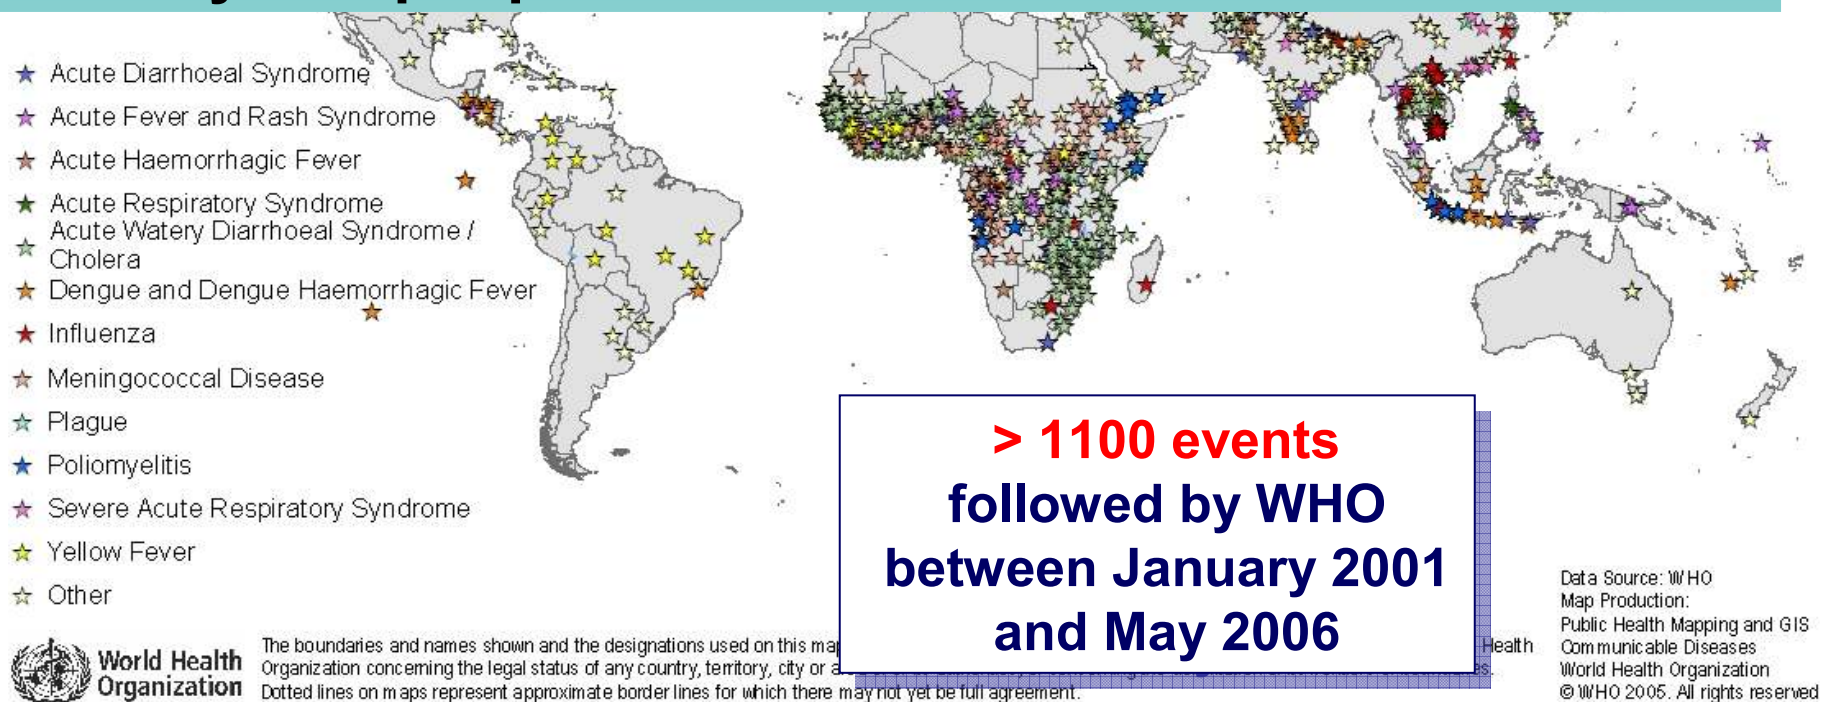 Acute Diarrhoeal Syndrome
Acute Fever and Rash Syndrome
Acute Haemorrhagic Fever
Acute Respiratory Syndrome
Acute Watery Diarrhoeal Syndrome /
Cholera
Dengue and Dengue Haemorrhagic Fever
Influenza
Meningococcal Disease
Plague
Poliomyelitis
Severe Acute Respiratory Syndrome
Yellow Fever
Other
> 1100 events
followed by WHO
between January 2001
and May 2006
World Health
Organization
The boundaries and names shown and the designations used on this map Health
Organization concerning the legal status of any country, territory, city or
Dotted lines on maps represent approximate border lines for which there may not yet be full agreement.
Data Source: WHO
Map Production:
Public Health Mapping and GIS
Communicable Diseases
World Health Organization
© WHO 2005. All rights reserved